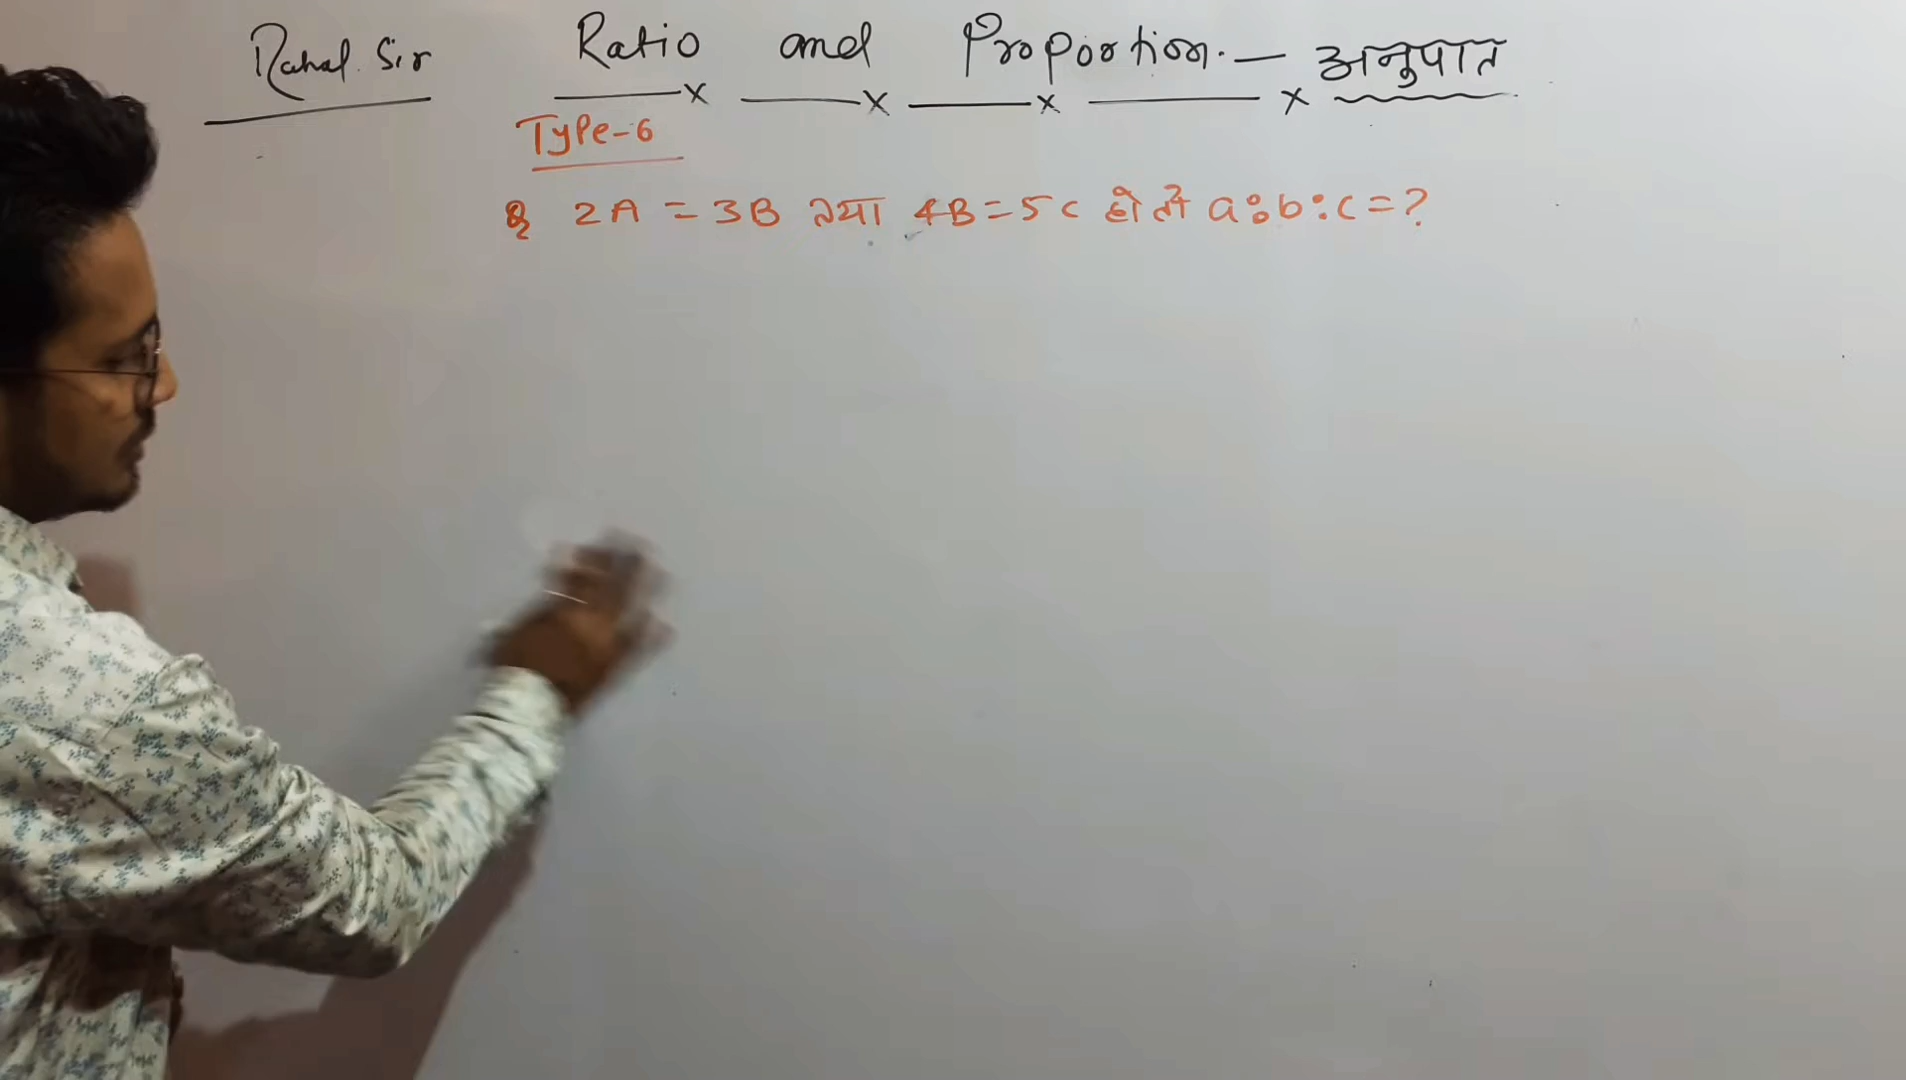 Rahul Sir Ratio and Proportion. — अनुपात
Type-6
Q 2A = 3B तथा 4B = 5c हो तो a:b:c = ?